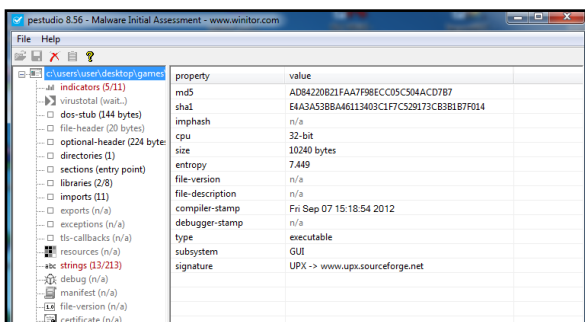 pestudio 8.56 - Malware Initial Assessment - www.winitor.com
File Help
c:\users\user\desktop\games
indicators (5/11)
virustotal (wait..)
dos-stub (144 bytes)
file-header (20 bytes)
optional-header (224 byte
directories (1)
sections (entry point)
libraries (2/8)
imports (11)
exports (n/a)
exceptions (n/a)
tls-callbacks (n/a)
resources (n/a)
abc strings (13/213)
debug (n/a)
manifest (n/a)
1.0 file-version (n/a)
certificate (n/a)
property value
md5 AD84220B21FAA7F98ECC05C504ACD7B7
sha1 E4A3A53BBA46113403C1F7C529173CB3B1B7F014
imphash n/a
cpu 32-bit
size 10240 bytes
entropy 7.449
file-version n/a
file-description n/a
compiler-stamp Fri Sep 07 15:18:54 2012
debugger-stamp n/a
type executable
subsystem GUI
signature UPX -> www.upx.sourceforge.net